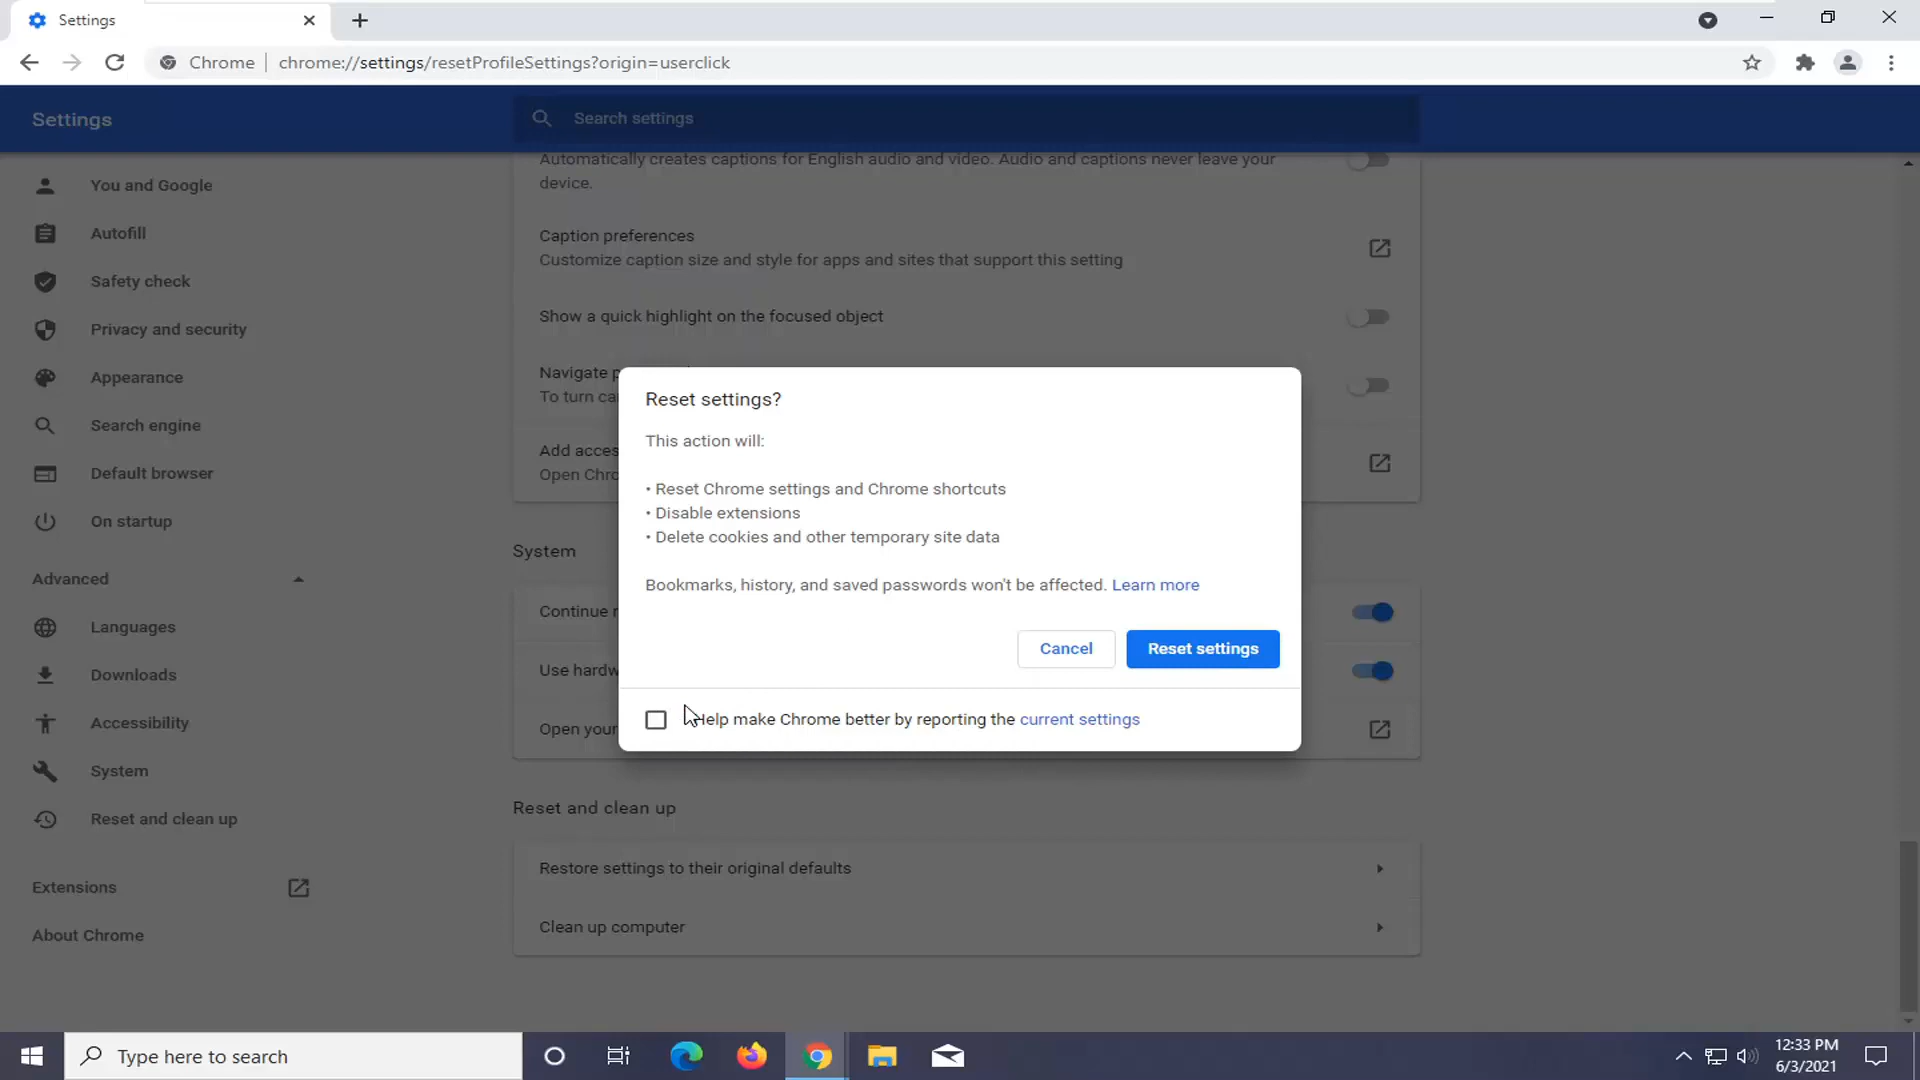 Settings
Chrome
chrome://settings/resetProfileSettings?origin=userclick
Settings
Search settings
You and Google
Autofill
Safety check
Privacy and security
Appearance
Search engine
Default browser
On startup
Advanced
Languages
Downloads
Accessibility
System
Reset and clean up
Extensions
About Chrome
Automatically creates captions for English audio and video. Audio and captions never leave your
device.
Caption preferences
Customize caption size and style for apps and sites that support this setting
Show a quick highlight on the focused object
Navigate
To turn
Add
Open
System
Continue
Use
Open your
Reset and clean up
Restore settings to their original defaults
Clean up computer
Reset settings?
This action will:
• Reset Chrome settings and Chrome shortcuts
• Disable extensions
• Delete cookies and other temporary site data
Bookmarks, history, and saved passwords won't be affected. Learn more
Cancel
Reset settings
Help make Chrome better by reporting the current settings
Type here to search
12:33 PM
6/3/2021